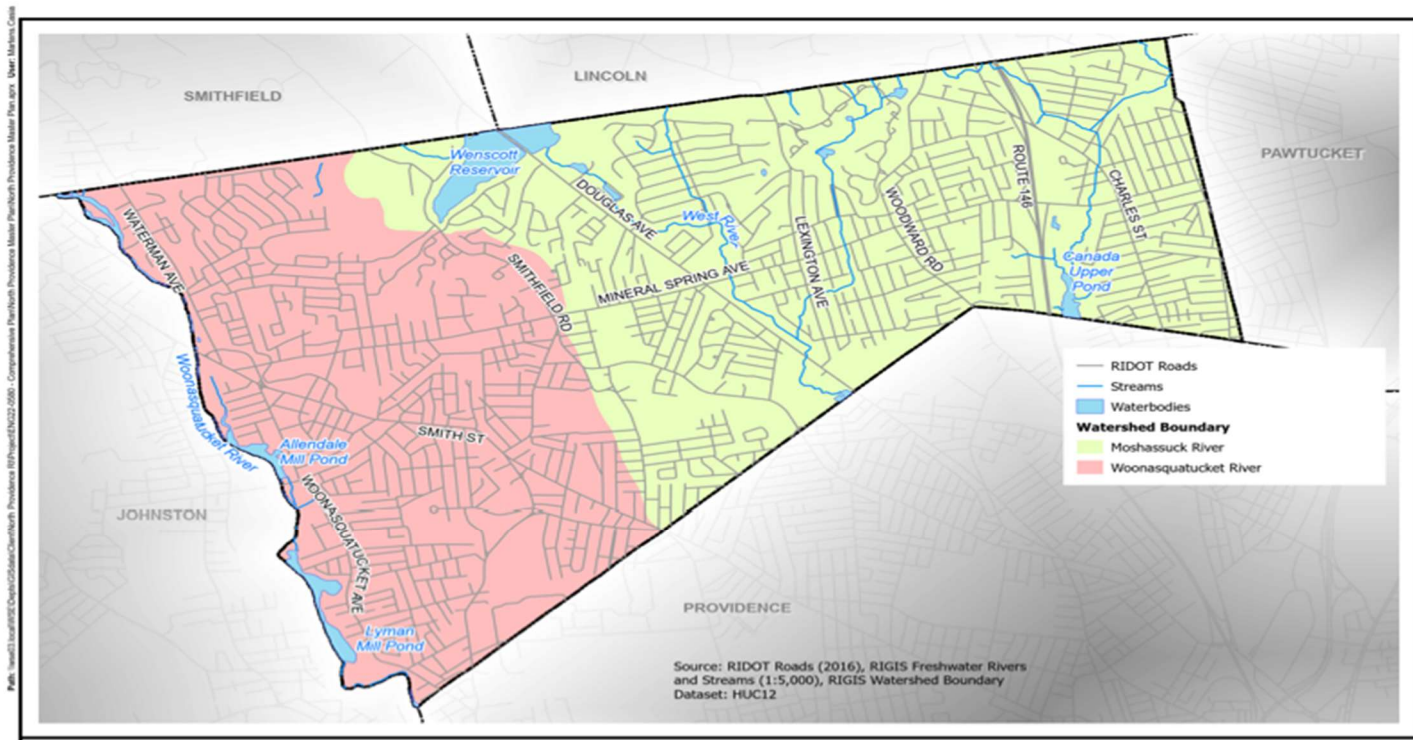 SMITHFIELD
LINCOLN
PAWTUCKET
Wenscott
Reservoir
DOUGLAS AVE
West River
ROUTE 146
CHARLES ST
WOODWARD RD
LEXINGTON AVE
WATERMAN AVE
SMITHFIELD RD
MINERAL SPRING AVE
Canada
Upper
Pond
Woonasquatucket River
SMITH ST
Allendale
Mill Pond
WOONASQUATUCKET AVE
JOHNSTON
PROVIDENCE
Lyman
Mill Pond
RIDOT Roads
Streams
Waterbodies
Watershed Boundary
Moshassuck River
Woonasquatucket River
Source: RIDOT Roads (2016), RIGIS Freshwater Rivers
and Streams (1:5,000), RIGIS Watershed Boundary
Dataset: HUC12